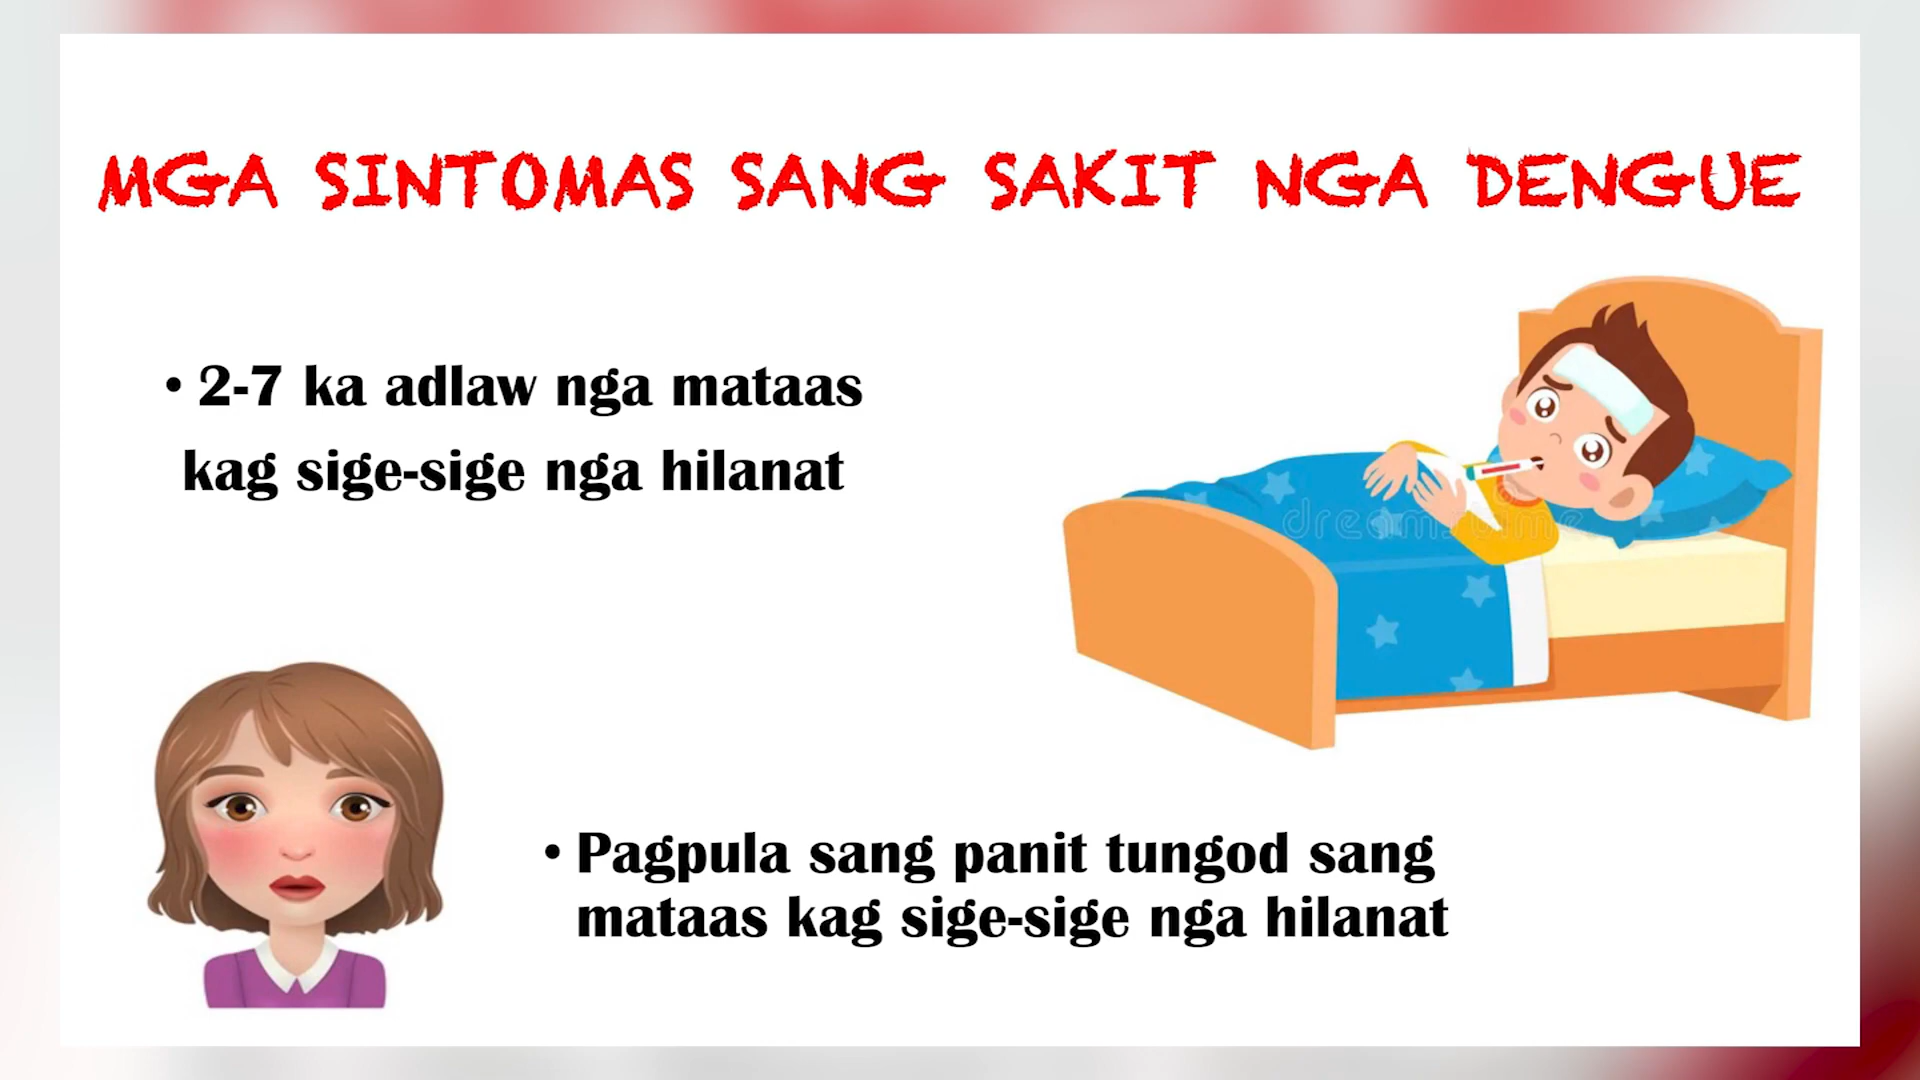 MGA SINTOMAS SANG SAKIT NGA DENGUE
• 2-7 ka adlaw nga mataas
kag sige-sige nga hilanat
dreamstime
• Pagpula sang panit tungod sang
mataas kag sige-sige nga hilanat